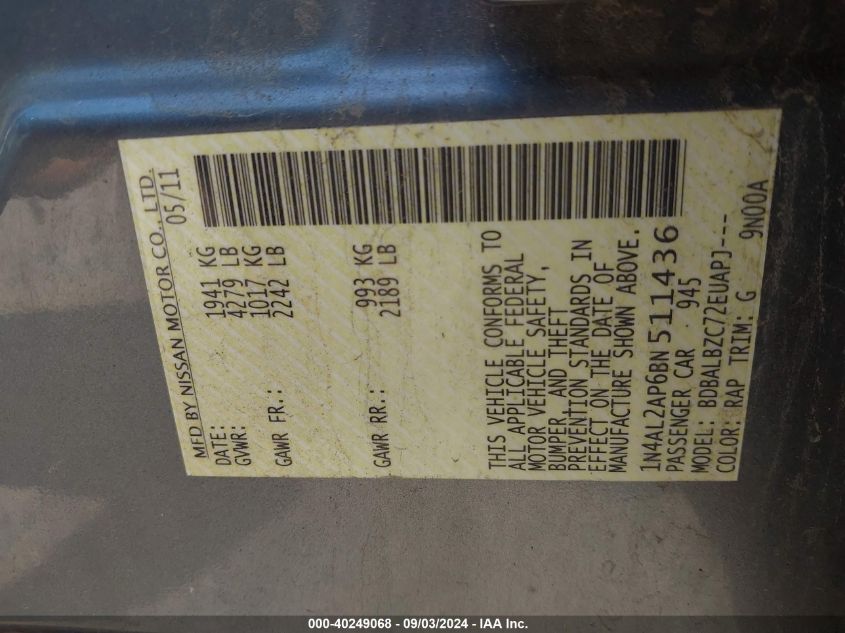 MFD BY NISSAN MOTOR CO., LTD.
DATE: 05/11
GVWR: 1941 KG
4279 LB
GAWR FR.: 1017 KG
2242 LB
GAWR RR.: 993 KG
2189 LB
THIS VEHICLE CONFORMS TO
ALL APPLICABLE FEDERAL
MOTOR VEHICLE SAFETY,
BUMPER, AND THEFT
PREVENTION STANDARDS IN
EFFECT ON THE DATE OF
MANUFACTURE SHOWN ABOVE.
1N4AL2AP6BN511436
PASSENGER CAR 945
MODEL: BDBALBZC72EUAPJ---
COLOR: RAP TRIM: G 9N00A
000-40249068 - 09/03/2024 - IAA Inc.